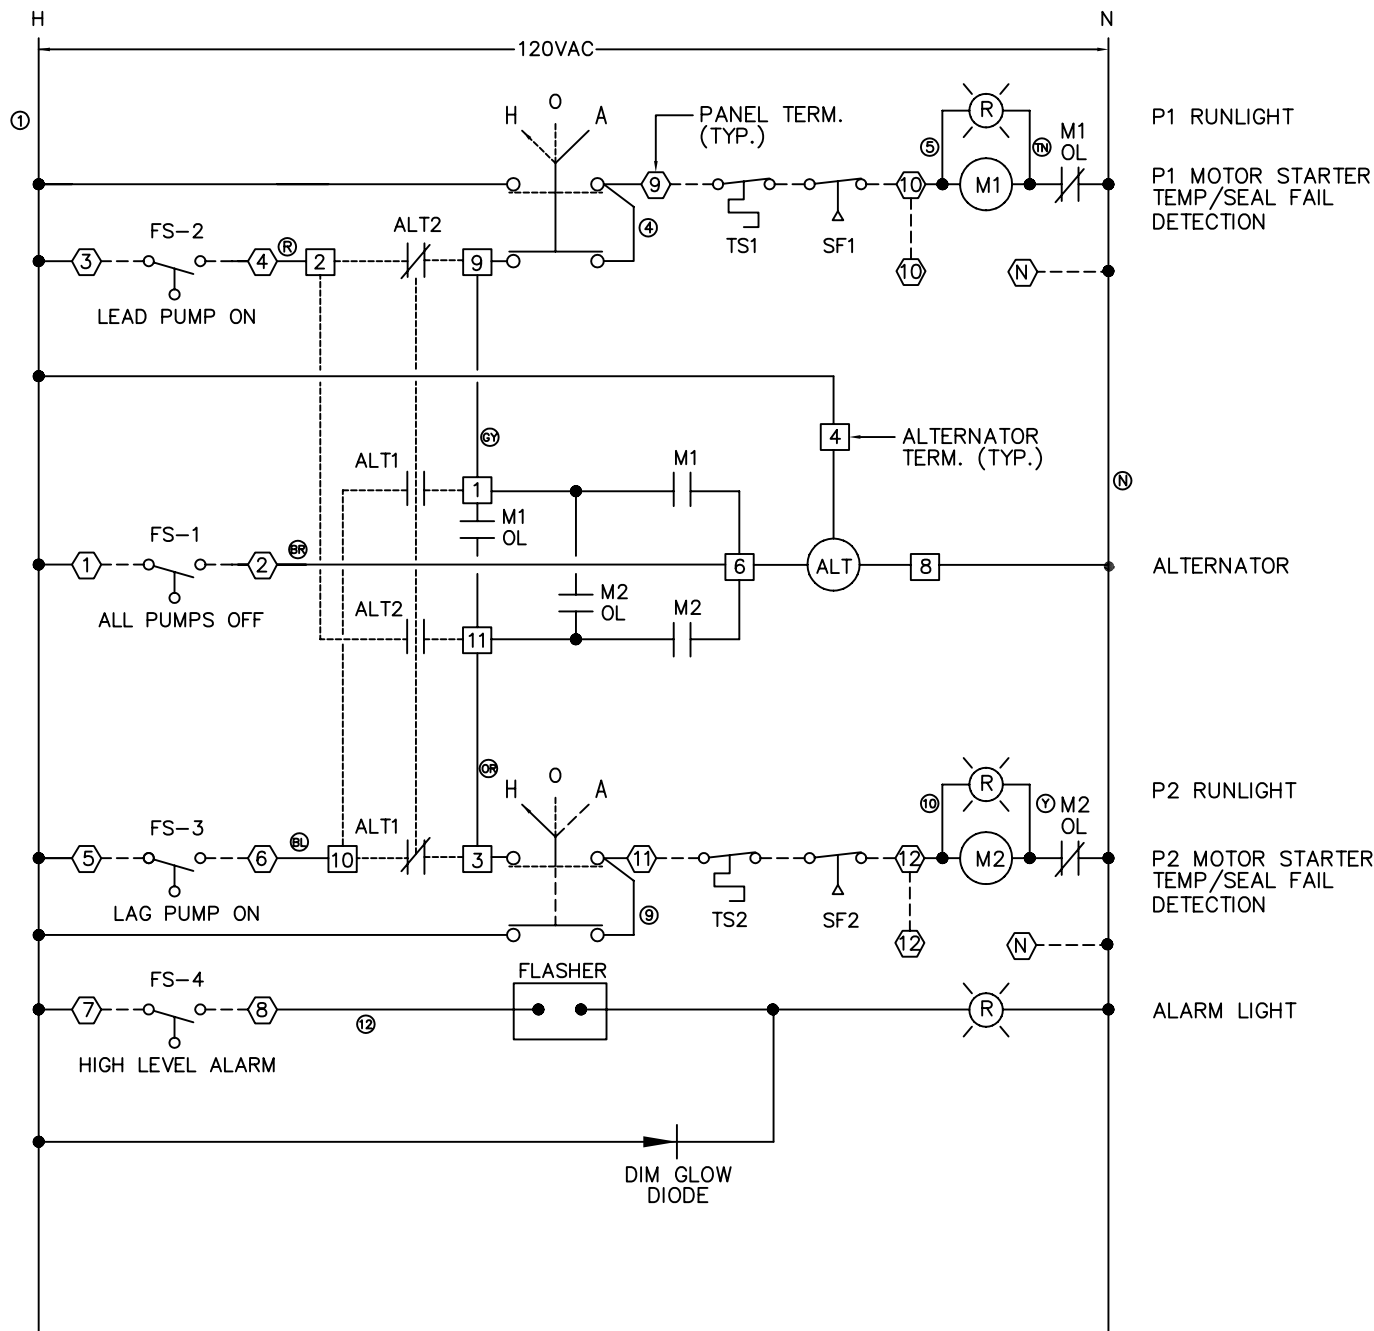 H
N
120VAC
1
H
O
A
PANEL TERM.
(TYP.)
R
P1 RUNLIGHT
5
TN
M1
OL
9
10
M1
P1 MOTOR STARTER
TEMP/SEAL FAIL
DETECTION
TS1
SF1
4
FS-2
ALT2
3
4
R
2
9
10
N
LEAD PUMP ON
4
ALTERNATOR
TERM. (TYP.)
GY
ALT1
M1
N
1
M1
OL
FS-1
1
2
BR
6
ALT
8
ALTERNATOR
ALL PUMPS OFF
M2
OL
ALT2
M2
11
OR
H
O
A
R
P2 RUNLIGHT
10
Y
M2
OL
FS-3
ALT1
5
6
BL
10
3
11
12
M2
P2 MOTOR STARTER
TEMP/SEAL FAIL
DETECTION
LAG PUMP ON
9
TS2
SF2
12
N
FS-4
FLASHER
7
8
12
R
ALARM LIGHT
HIGH LEVEL ALARM
DIM GLOW
DIODE